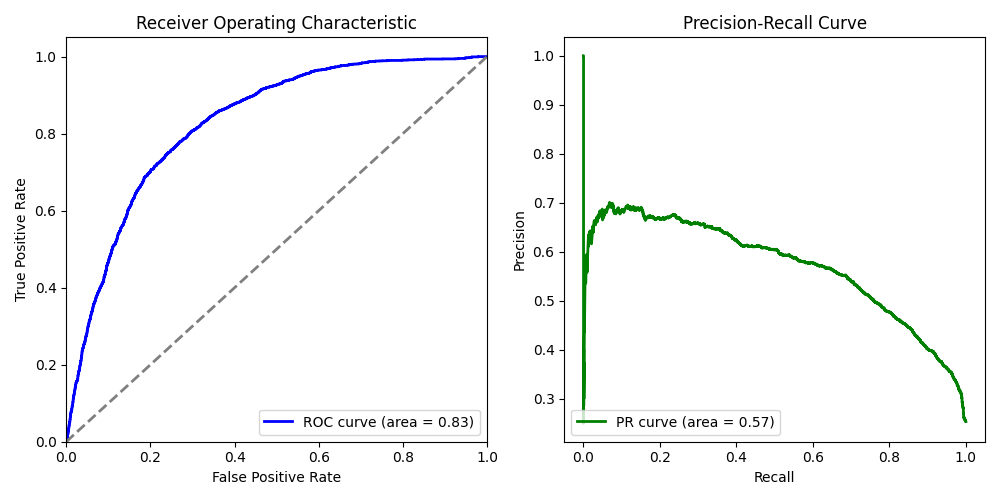 Receiver Operating Characteristic
True Positive Rate
1.0
0.8
0.6
0.4
0.2
0.0
ROC curve (area = 0.83)
0.0 0.2 0.4 0.6 0.8 1.0
False Positive Rate
Precision-Recall Curve
Precision
1.0
0.9
0.8
0.7
0.6
0.5
0.4
0.3
PR curve (area = 0.57)
0.0 0.2 0.4 0.6 0.8 1.0
Recall